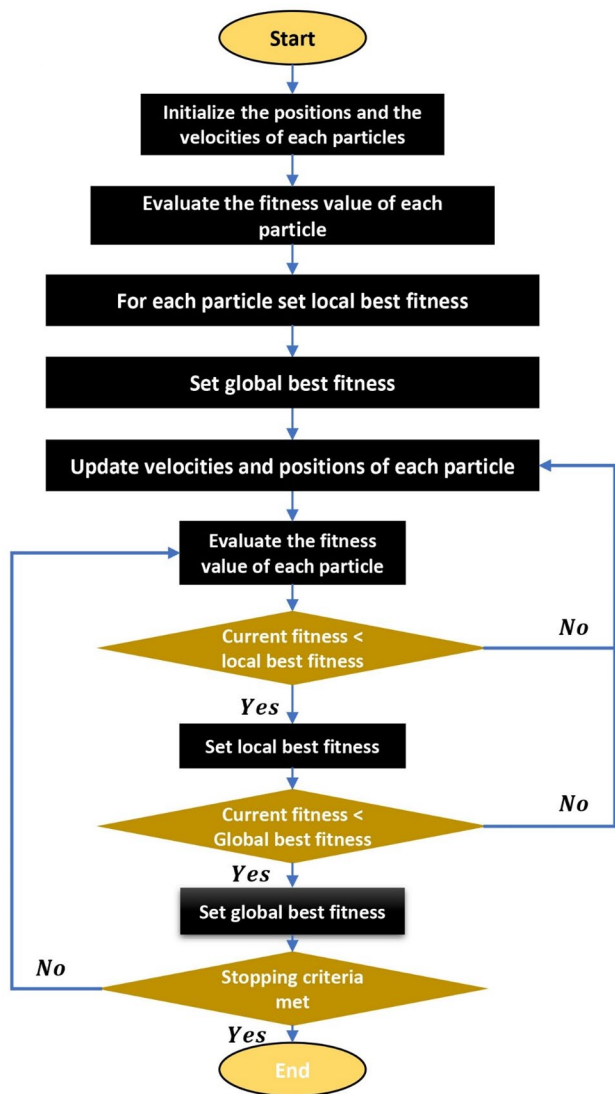 Start
Initialize the positions and the
velocities of each particles
Evaluate the fitness value of each
particle
For each particle set local best fitness
Set global best fitness
Update velocities and positions of each particle
Evaluate the fitness
value of each particle
Current fitness <
local best fitness
No
Yes
Set local best fitness
Current fitness <
Global best fitness
No
Yes
Set global best fitness
No
Stopping criteria
met
Yes
End